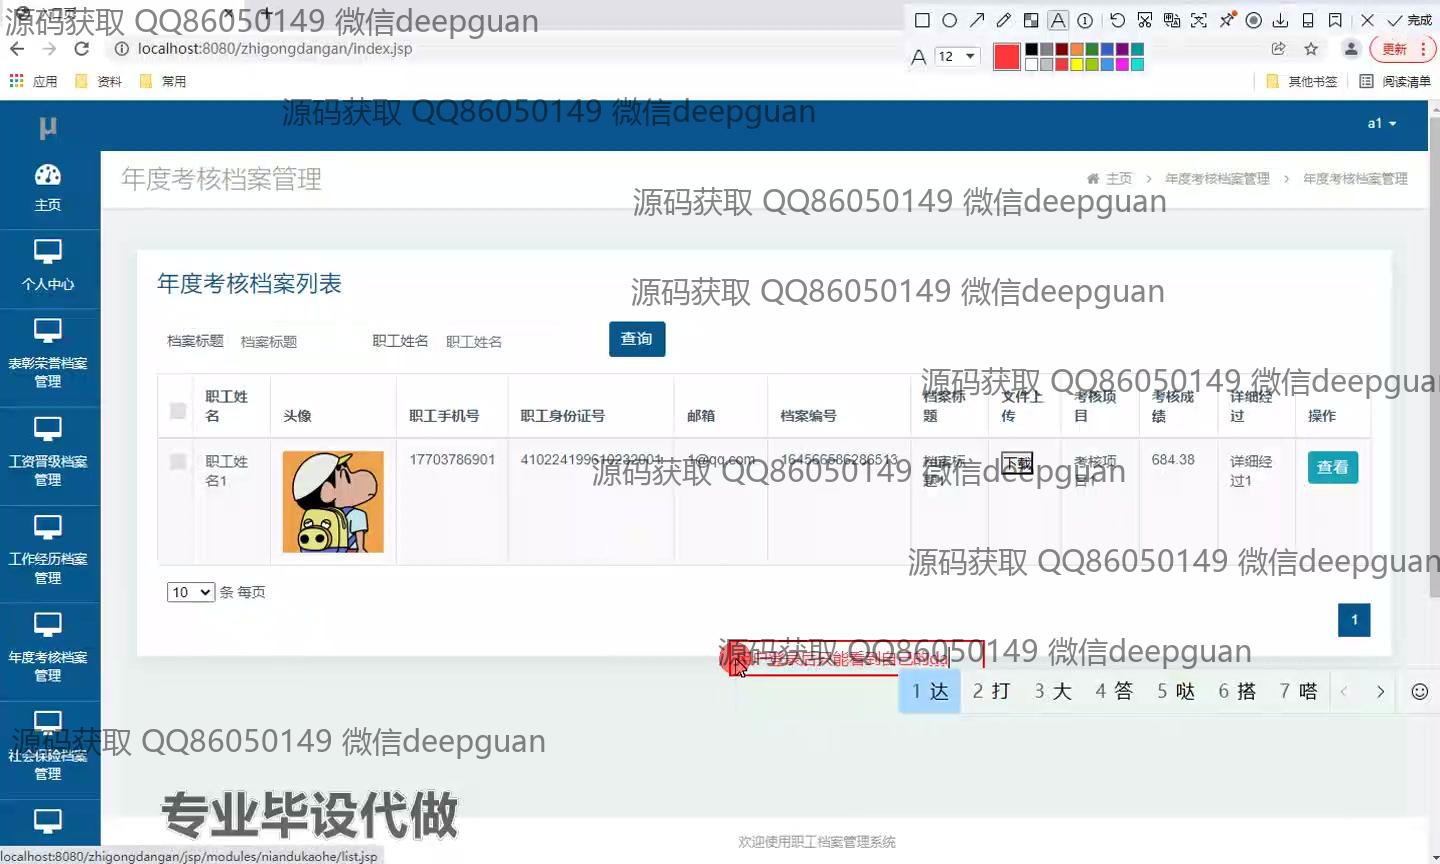 源码获取 QQ86050149 微信deepguan
完成
localhost:8080/zhigongdangan/index.jsp
A 12
更新
应用 资料 常用
其他书签 阅读清单
源码获取 QQ86050149 微信deepguan
μ
a1
主页
年度考核档案管理
主页 > 年度考核档案管理 > 年度考核档案管理
源码获取 QQ86050149 微信deepguan
个人中心
年度考核档案列表
源码获取 QQ86050149 微信deepguan
档案标题 档案标题 职工姓名 职工姓名 查询
表彰荣誉档案
管理
源码获取 QQ86050149 微信deepguan
职工姓名 头像 职工手机号 职工身份证号 邮箱 档案编号 档案标题 文件上传 考核项目 考核成绩 详细经过 操作
工资晋级档案
管理
职工姓名1 17703786901 1@qq.com 下载 684.38 详细经过1 查看
源码获取 QQ86050149 微信deepguan
工作经历档案
管理
源码获取 QQ86050149 微信deepguan
10 条 每页
1
年度考核档案
管理
源码获取 QQ86050149 微信deepguan
1 达 2 打 3 大 4 答 5 哒 6 搭 7 嗒
社会保险档案
管理
源码获取 QQ86050149 微信deepguan
专业毕设代做
欢迎使用职工档案管理系统
localhost:8080/zhigongdangan/jsp/modules/niandukaohe/list.jsp